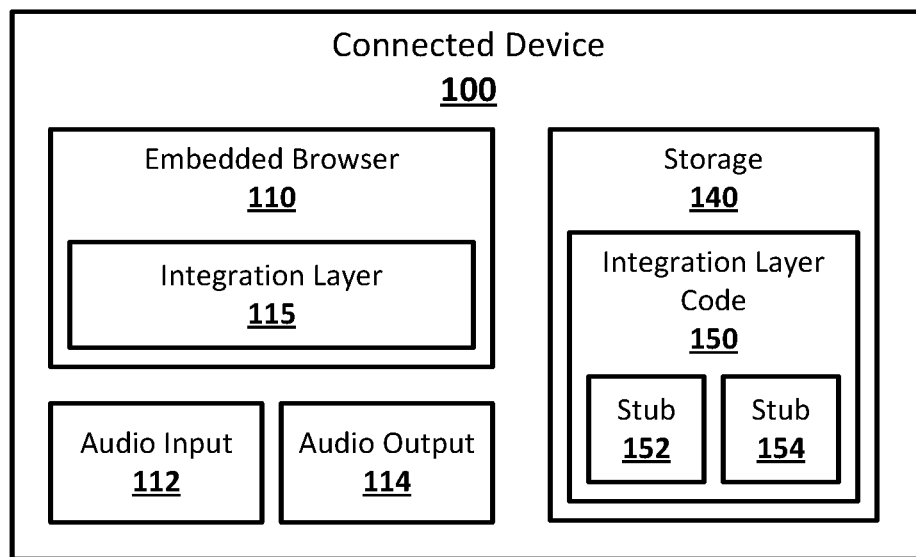 Connected Device
100
Embedded Browser
110
Integration Layer
115
Audio Input
112
Audio Output
114
Storage
140
Integration Layer
Code
150
Stub
152
Stub
154